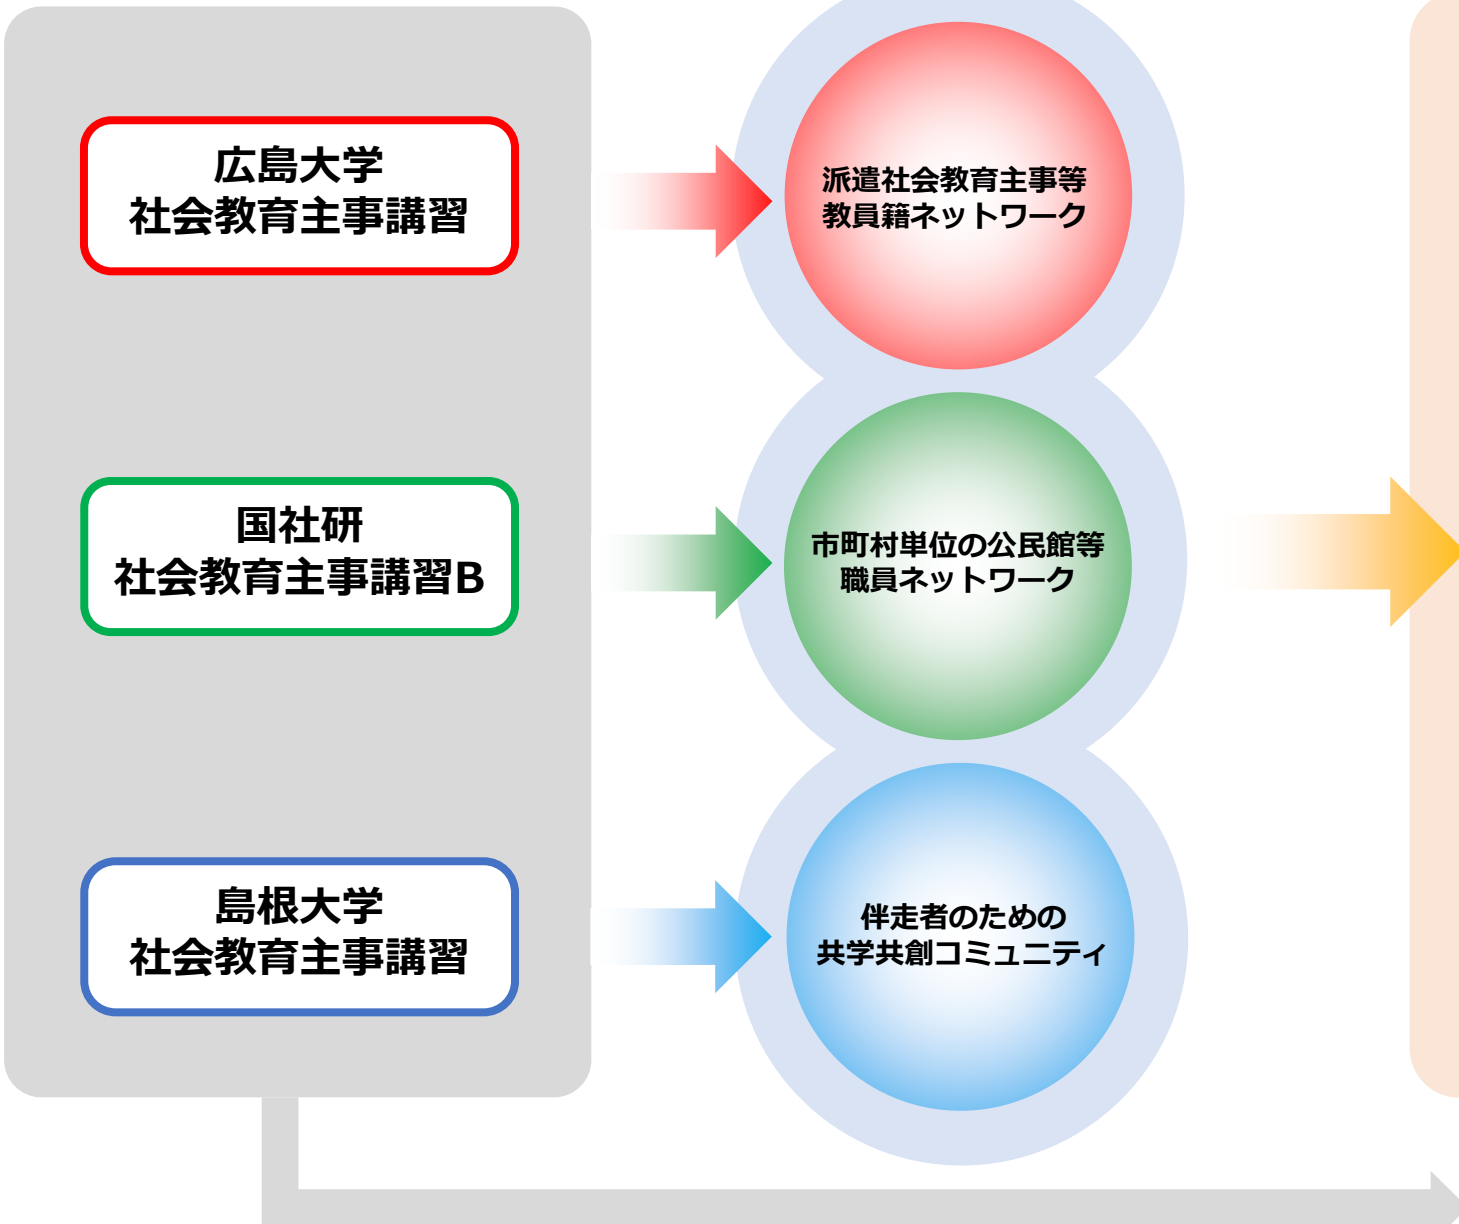 広島大学
社会教育主事講習
派遣社会教育主事等
教員籍ネットワーク
国社研
社会教育主事講習B
市町村単位の公民館等
職員ネットワーク
島根大学
社会教育主事講習
伴走者のための
共学共創コミュニティ